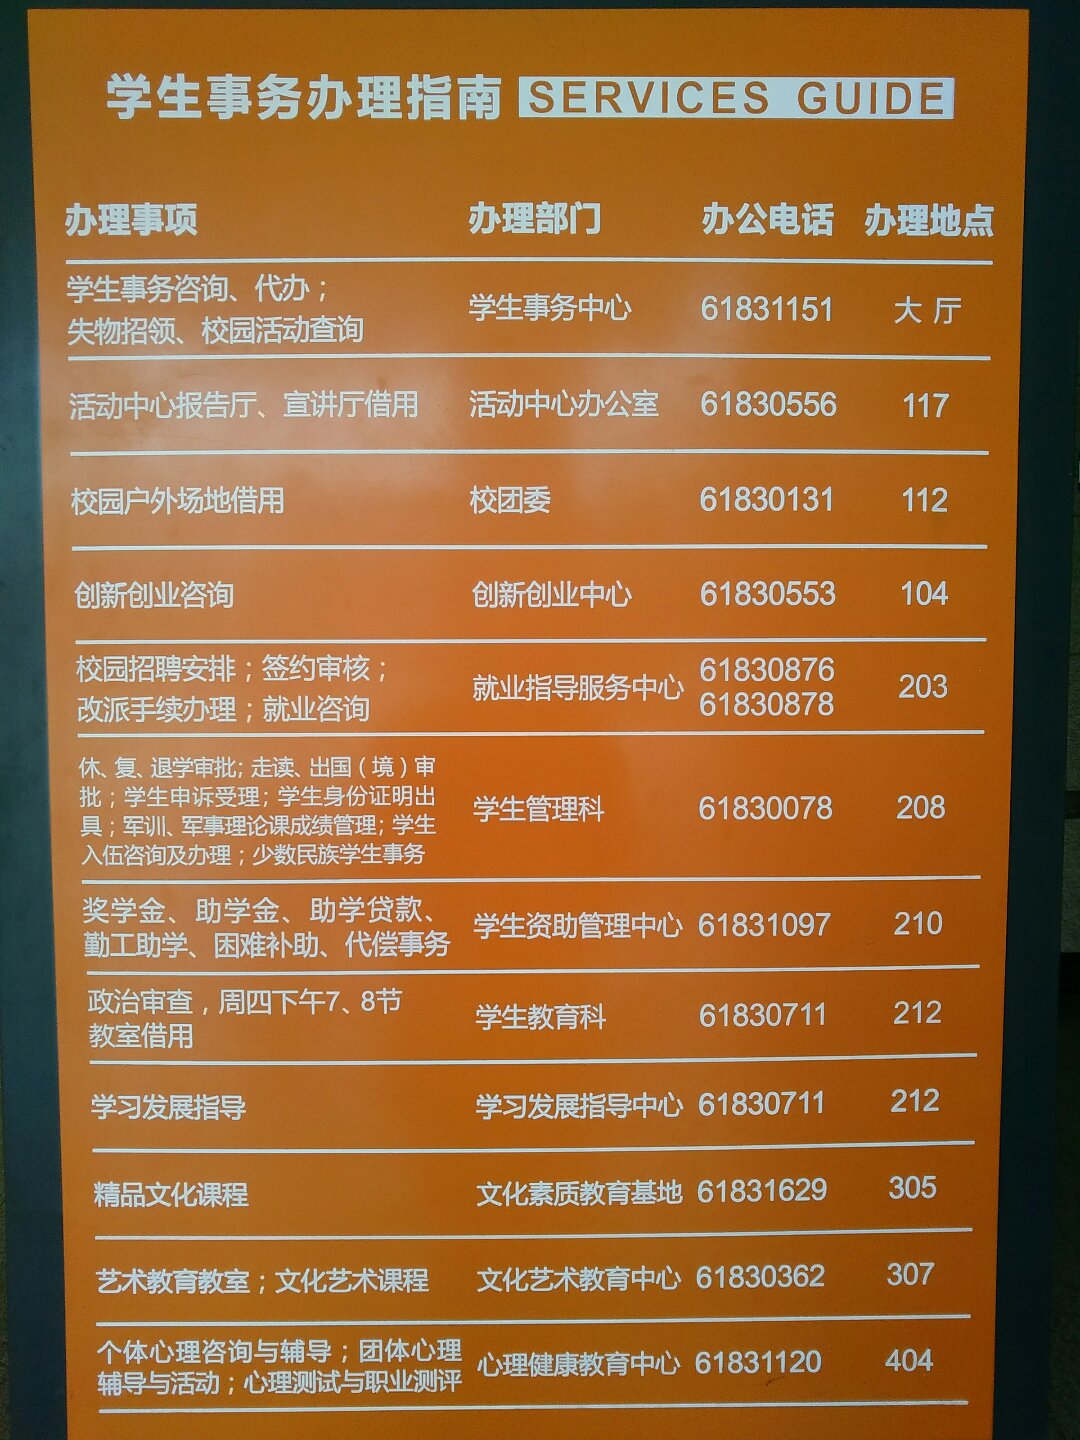 学生事务办理指南 SERVICES GUIDE
办理事项 办理部门 办公电话 办理地点
学生事务咨询、代办；
失物招领、校园活动查询
学生事务中心 61831151 大厅
活动中心报告厅、宣讲厅借用 活动中心办公室 61830556 117
校园户外场地借用 校团委 61830131 112
创新创业咨询 创新创业中心 61830553 104
校园招聘安排；签约审核；
改派手续办理；就业咨询
就业指导服务中心
61830876
61830878
203
休、复、退学审批；走读、出国（境）审
批；学生申诉受理；学生身份证明出
具；军训、军事理论课成绩管理；学生
入伍咨询及办理；少数民族学生事务
学生管理科 61830078 208
奖学金、助学金、助学贷款、
勤工助学、困难补助、代偿事务
学生资助管理中心 61831097 210
政治审查，周四下午7、8节
教室借用
学生教育科 61830711 212
学习发展指导 学习发展指导中心 61830711 212
精品文化课程 文化素质教育基地 61831629 305
艺术教育教室；文化艺术课程 文化艺术教育中心 61830362 307
个体心理咨询与辅导；团体心理
辅导与活动；心理测试与职业测评
心理健康教育中心 61831120 404